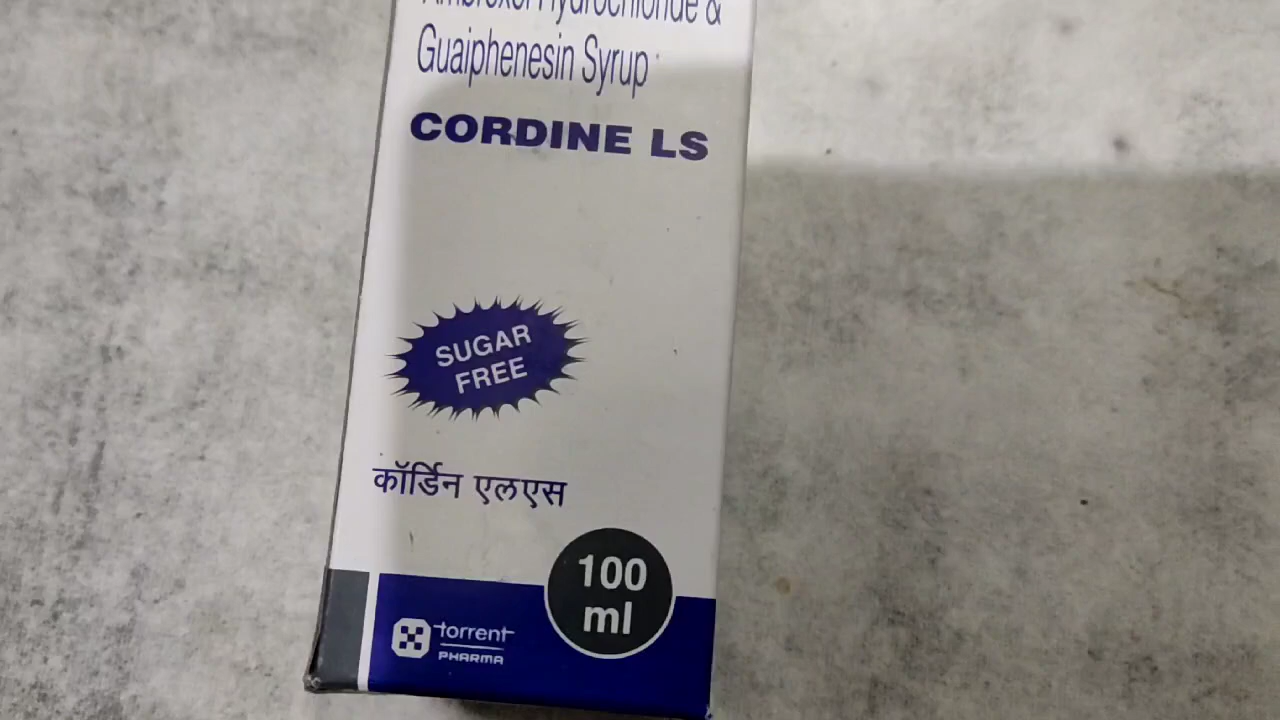 Ambroxol Hydrochloride &
Guaiphenesin Syrup
CORDINE LS
SUGAR
FREE
कॉर्डिन एलएस
100
ml
torrent
PHARMA